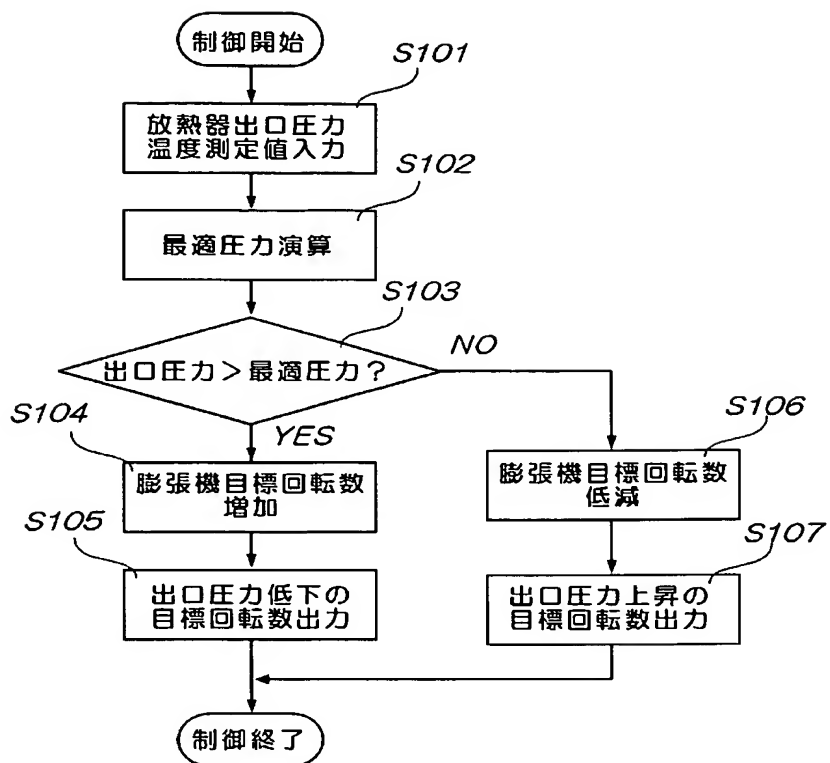 制御開始
S101
放熱器出口圧力
温度測定値入力
S102
最適圧力演算
S103
出口圧力>最適圧力?
NO
YES
S104
膨張機目標回転数
増加
S105
出口圧力低下の
目標回転数出力
S106
膨張機目標回転数
低減
S107
出口圧力上昇の
目標回転数出力
制御終了